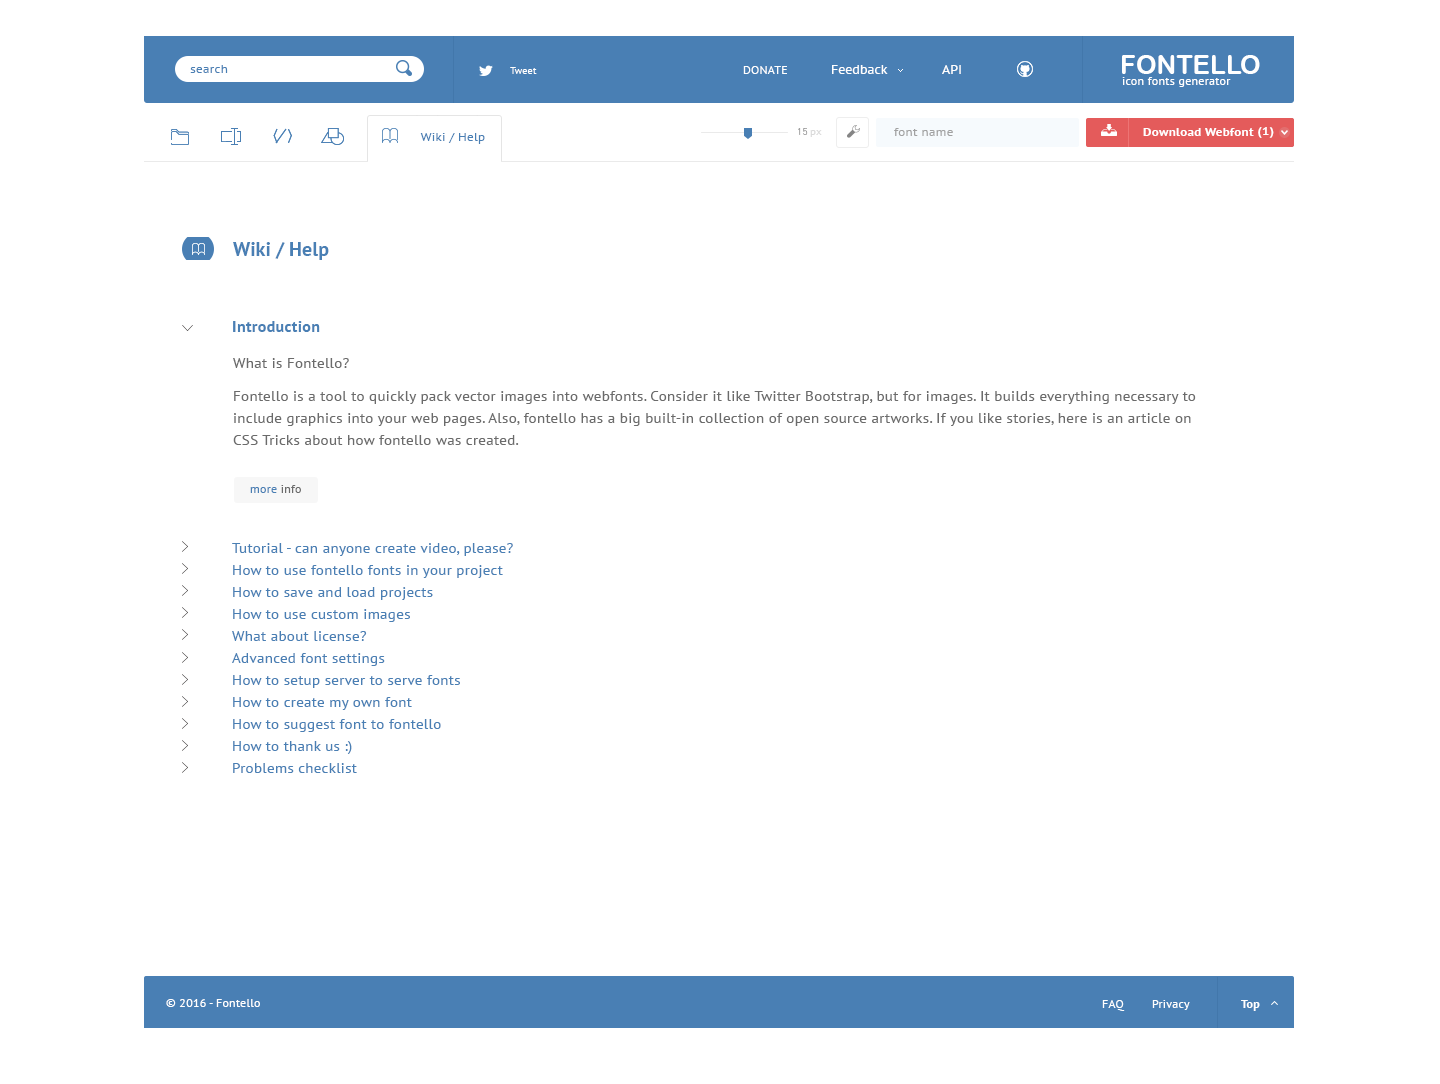 search
Tweet
DONATE
Feedback
API
FONTELLO
icon fonts generator
Wiki / Help
15 px
font name
Download Webfont (1)
Wiki / Help
Introduction
What is Fontello?
Fontello is a tool to quickly pack vector images into webfonts. Consider it like Twitter Bootstrap, but for images. It builds everything necessary to
include graphics into your web pages. Also, fontello has a big built-in collection of open source artworks. If you like stories, here is an article on
CSS Tricks about how fontello was created.
more info
Tutorial - can anyone create video, please?
How to use fontello fonts in your project
How to save and load projects
How to use custom images
What about license?
Advanced font settings
How to setup server to serve fonts
How to create my own font
How to suggest font to fontello
How to thank us :)
Problems checklist
© 2016 - Fontello
FAQ
Privacy
Top